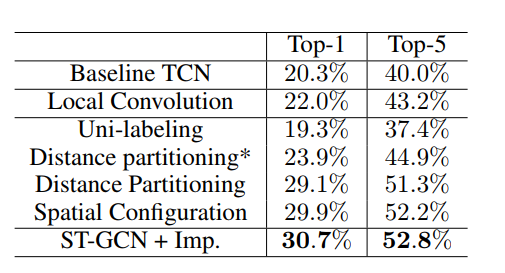 Top-1 Top-5
Baseline TCN 20.3% 40.0%
Local Convolution 22.0% 43.2%
Uni-labeling 19.3% 37.4%
Distance partitioning* 23.9% 44.9%
Distance Partitioning 29.1% 51.3%
Spatial Configuration 29.9% 52.2%
ST-GCN + Imp. 30.7% 52.8%